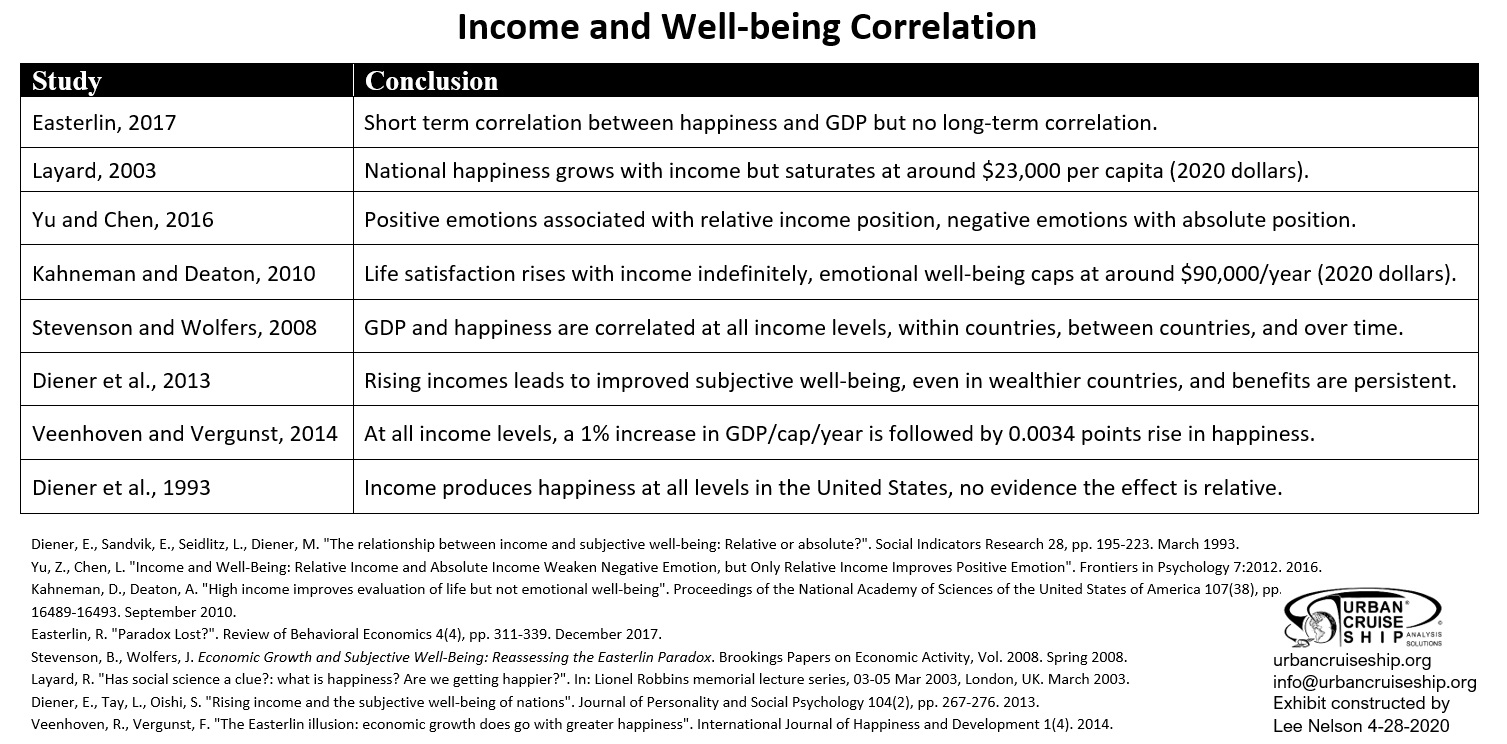 Income and Well-being Correlation
Study Conclusion
Easterlin, 2017 Short term correlation between happiness and GDP but no long-term correlation.
Layard, 2003 National happiness grows with income but saturates at around $23,000 per capita (2020 dollars).
Yu and Chen, 2016 Positive emotions associated with relative income position, negative emotions with absolute position.
Kahneman and Deaton, 2010 Life satisfaction rises with income indefinitely, emotional well-being caps at around $90,000/year (2020 dollars).
Stevenson and Wolfers, 2008 GDP and happiness are correlated at all income levels, within countries, between countries, and over time.
Diener et al., 2013 Rising incomes leads to improved subjective well-being, even in wealthier countries, and benefits are persistent.
Veenhoven and Vergunst, 2014 At all income levels, a 1% increase in GDP/cap/year is followed by 0.0034 points rise in happiness.
Diener et al., 1993 Income produces happiness at all levels in the United States, no evidence the effect is relative.
Diener, E., Sandvik, E., Seidlitz, L., Diener, M. "The relationship between income and subjective well-being: Relative or absolute?". Social Indicators Research 28, pp. 195-223. March 1993.
Yu, Z., Chen, L. "Income and Well-Being: Relative Income and Absolute Income Weaken Negative Emotion, but Only Relative Income Improves Positive Emotion". Frontiers in Psychology 7:2012. 2016.
Kahneman, D., Deaton, A. "High income improves evaluation of life but not emotional well-being". Proceedings of the National Academy of Sciences of the United States of America 107(38), pp.
16489-16493. September 2010.
Easterlin, R. "Paradox Lost?". Review of Behavioral Economics 4(4), pp. 311-339. December 2017.
Stevenson, B., Wolfers, J. Economic Growth and Subjective Well-Being: Reassessing the Easterlin Paradox. Brookings Papers on Economic Activity, Vol. 2008. Spring 2008.
Layard, R. "Has social science a clue?: what is happiness? Are we getting happier?". In: Lionel Robbins memorial lecture series, 03-05 Mar 2003, London, UK. March 2003.
Diener, E., Tay, L., Oishi, S. "Rising income and the subjective well-being of nations". Journal of Personality and Social Psychology 104(2), pp. 267-276. 2013.
Veenhoven, R., Vergunst, F. "The Easterlin illusion: economic growth does go with greater happiness". International Journal of Happiness and Development 1(4). 2014.
URBAN
CRUISE
SHIP ANALYSIS
SOLUTIONS
urbancruiseship.org
info@urbancruiseship.org
Exhibit constructed by
Lee Nelson 4-28-2020